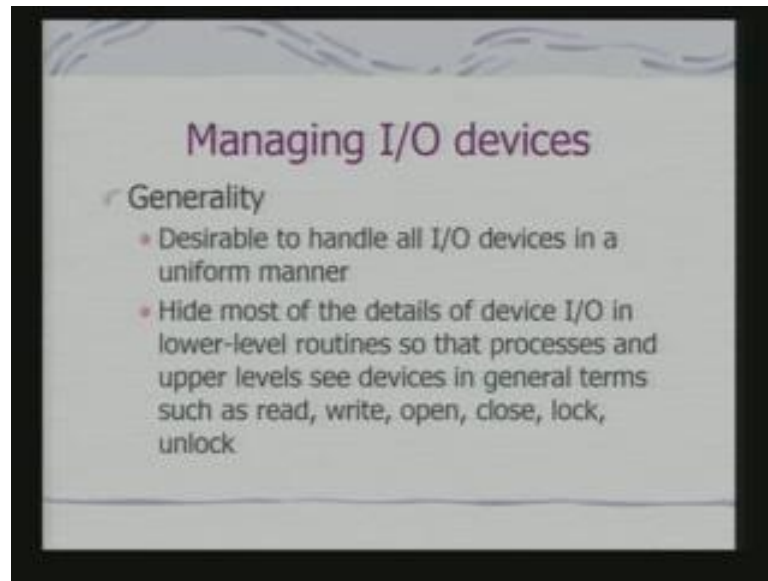 Managing I/O devices
Generality
Desirable to handle all I/O devices in a
uniform manner
Hide most of the details of device I/O in
lower-level routines so that processes and
upper levels see devices in general terms
such as read, write, open, close, lock,
unlock